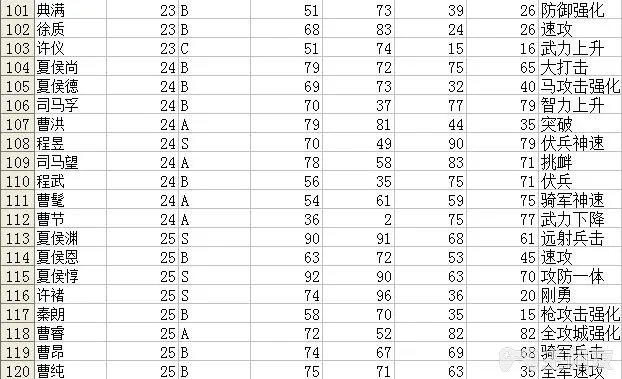 101 典满 23 B 51 73 39 26 防御强化
102 徐质 23 B 68 83 24 26 速攻
103 许仪 23 C 51 74 15 16 武力上升
104 夏侯尚 24 B 79 72 75 65 大打击
105 夏侯德 24 B 69 73 32 40 马攻击强化
106 司马孚 24 B 70 37 77 79 智力上升
107 曹洪 24 A 79 81 44 35 突破
108 程昱 24 S 70 49 90 79 伏兵神速
109 司马望 24 A 78 58 83 71 挑衅
110 程武 24 B 56 35 75 71 伏兵
111 曹髦 24 A 54 61 59 75 骑军神速
112 曹节 24 A 36 2 75 77 武力下降
113 夏侯渊 25 S 90 91 68 61 远射兵击
114 夏侯恩 25 B 63 72 53 45 速攻
115 夏侯惇 25 S 92 90 63 70 攻防一体
116 许褚 25 S 74 96 36 20 刚勇
117 秦朗 25 B 58 70 35 15 枪攻击强化
118 曹睿 25 A 72 52 82 82 全攻城强化
119 曹昂 25 B 74 67 69 68 骑军兵击
120 曹纯 25 B 75 71 63 35 全军速攻